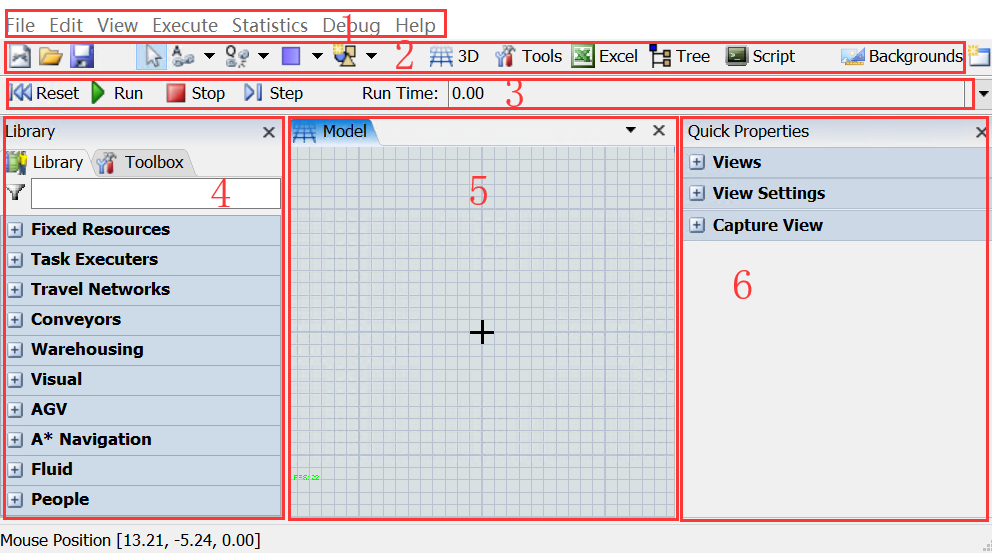 File Edit View Execute Statistics Debug Help
1
2
3D Tools Excel Tree Script Backgrounds
Reset Run Stop Step Run Time: 0.00
3
Library
Library Toolbox
4
Fixed Resources
Task Executers
Travel Networks
Conveyors
Warehousing
Visual
AGV
A* Navigation
Fluid
People
Model
5
FPS: 22
Quick Properties
Views
View Settings
Capture View
6
Mouse Position [13.21, -5.24, 0.00]